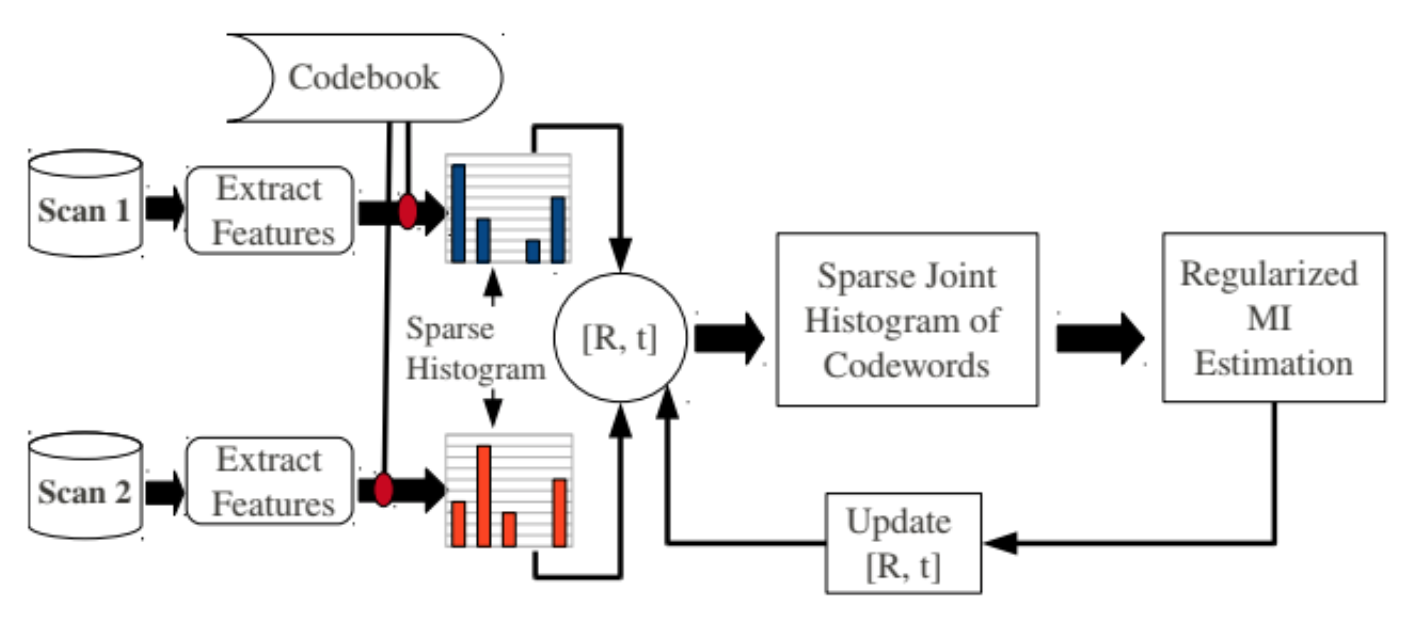 Codebook
Scan 1
Extract
Features
Sparse
Histogram
[R, t]
Sparse Joint
Histogram of
Codewords
Regularized
MI
Estimation
Scan 2
Extract
Features
Update
[R, t]